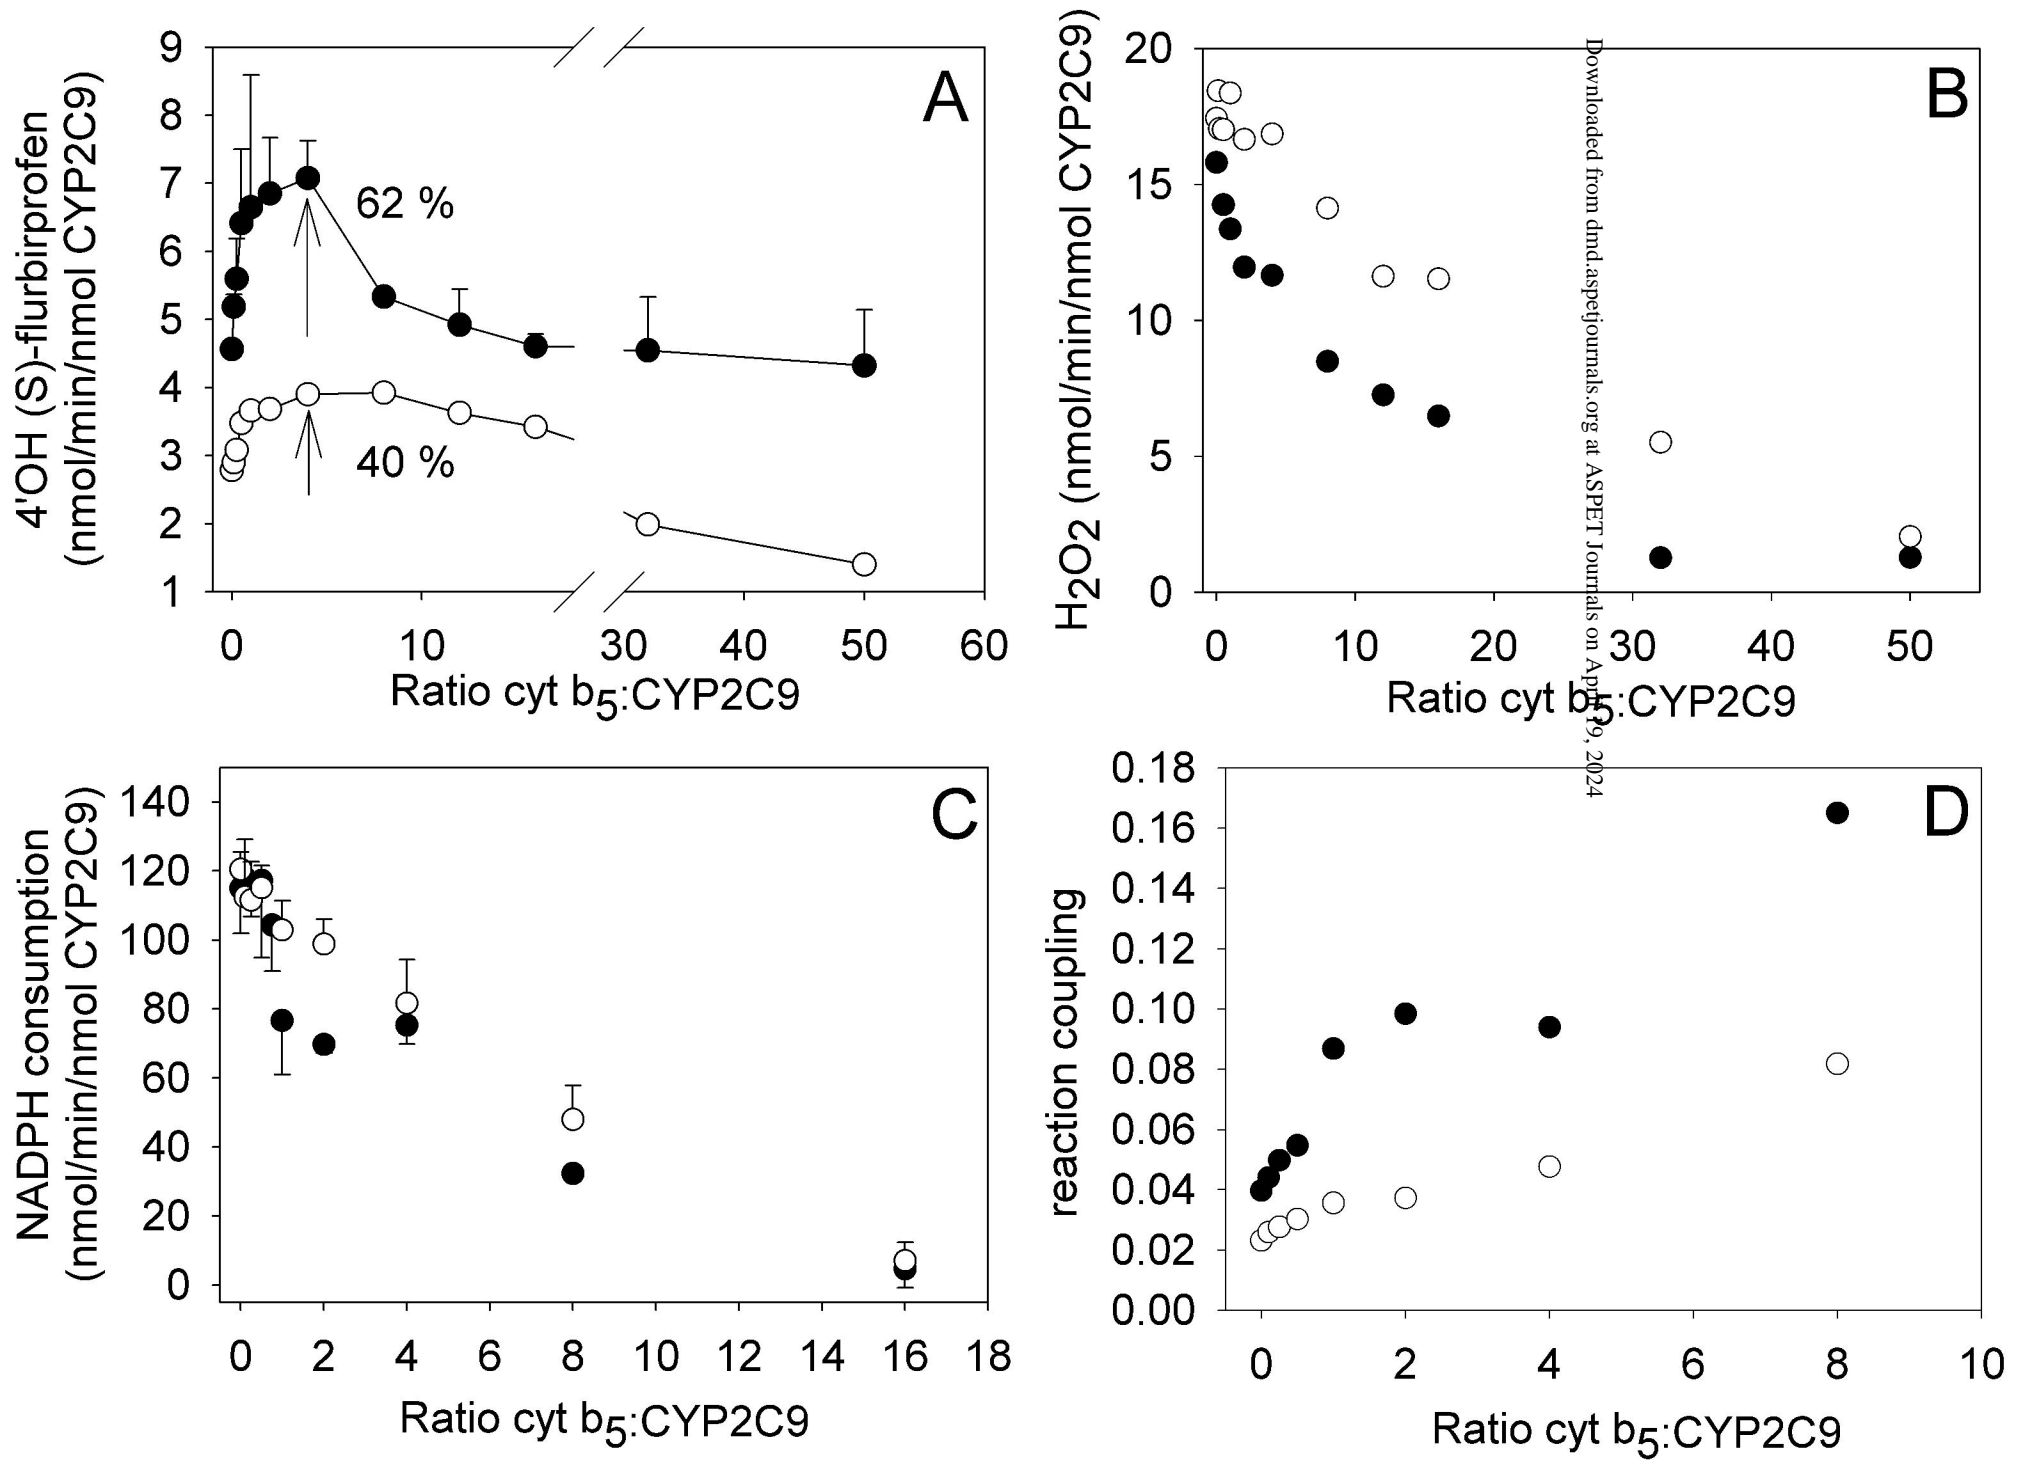 A
4'OH (S)-flurbirprofen
(nmol/min/nmol CYP2C9)
9
8
7
6
5
4
3
2
1
62 %
40 %
0 10 30 40 50 60
Ratio cyt b5:CYP2C9
B
H2O2 (nmol/min/nmol CYP2C9)
20
15
10
5
0
0 10 20 30 40 50
Ratio cyt b5:CYP2C9
Downloaded from dmd.aspetjournals.org at ASPET Journals on April 19, 2024
C
NADPH consumption
(nmol/min/nmol CYP2C9)
140
120
100
80
60
40
20
0
0 2 4 6 8 10 12 14 16 18
Ratio cyt b5:CYP2C9
D
reaction coupling
0.18
0.16
0.14
0.12
0.10
0.08
0.06
0.04
0.02
0.00
0 2 4 6 8 10
Ratio cyt b5:CYP2C9